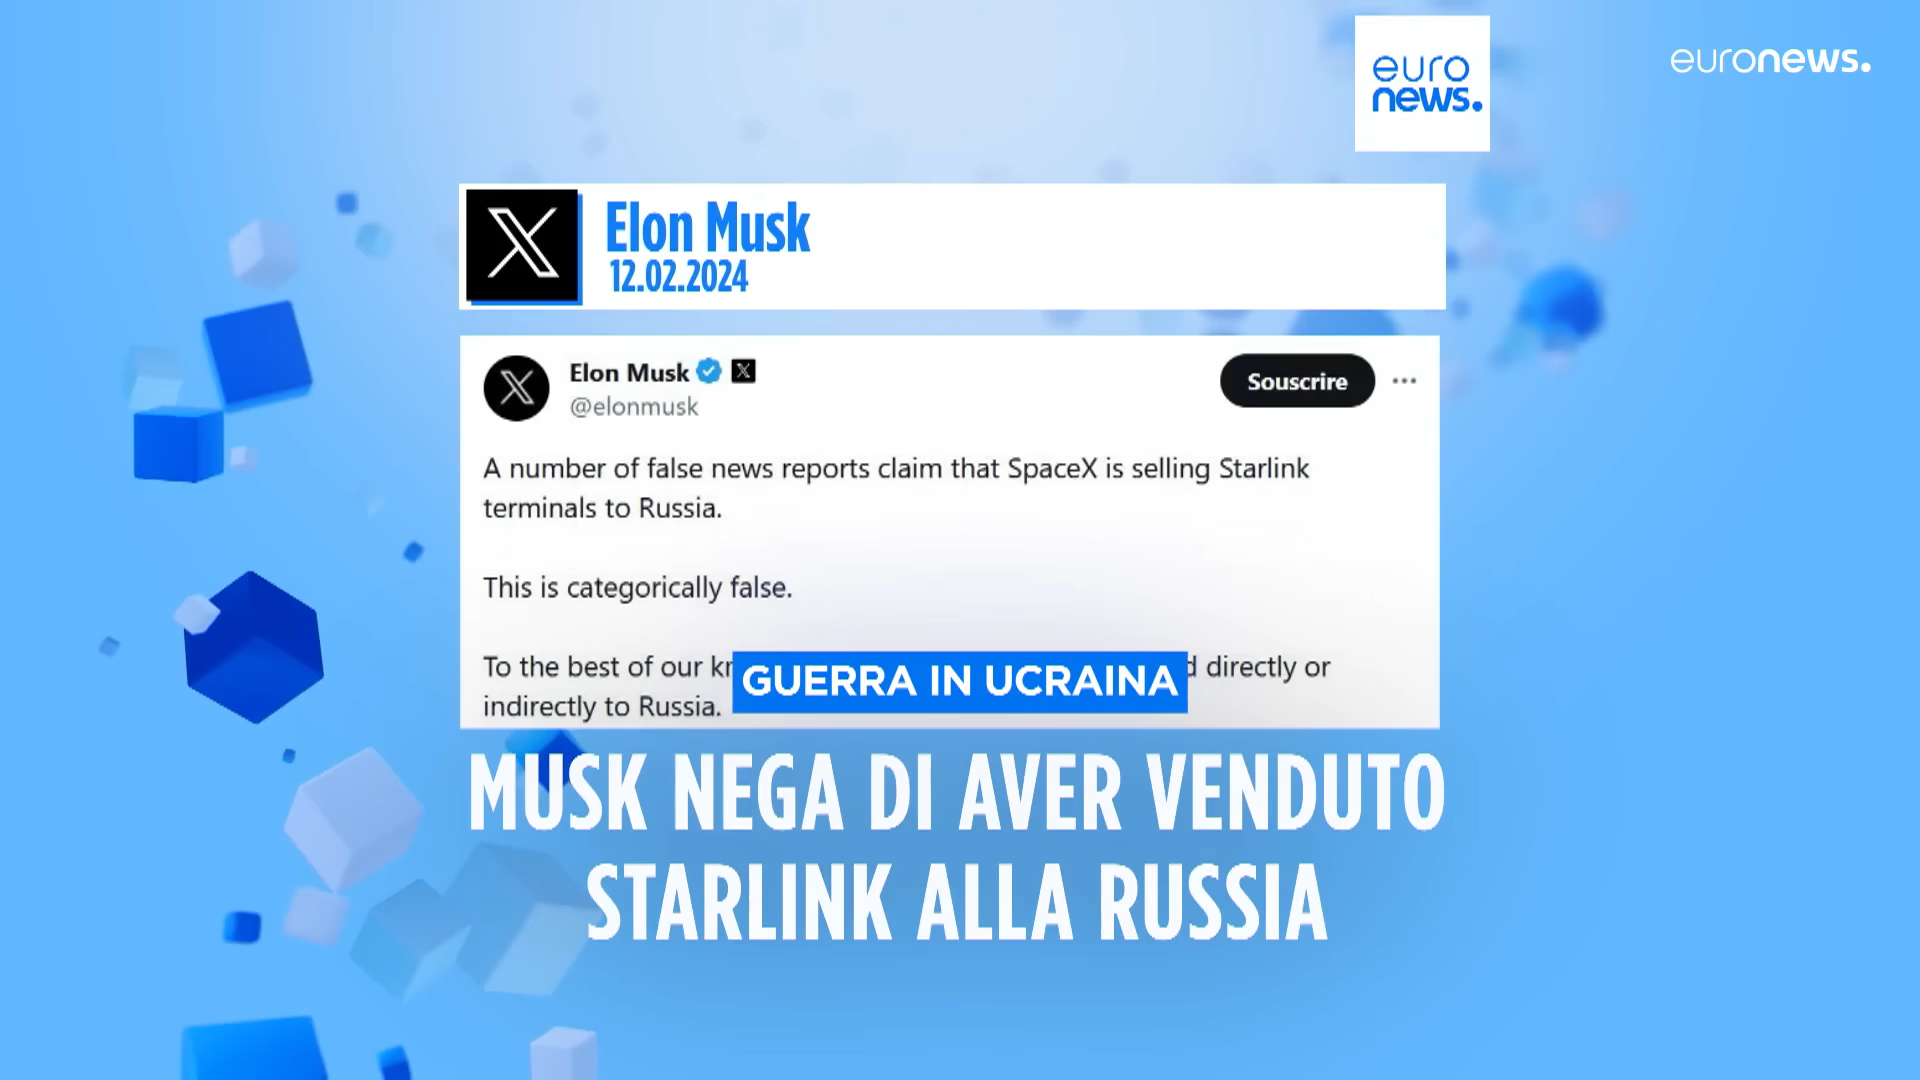 euro
news.
euronews.
Elon Musk
12.02.2024
Elon Musk
@elonmusk
Souscrire
A number of false news reports claim that SpaceX is selling Starlink
terminals to Russia.
This is categorically false.
To the best of our directly or
indirectly to Russia.
GUERRA IN UCRAINA
MUSK NEGA DI AVER VENDUTO
STARLINK ALLA RUSSIA